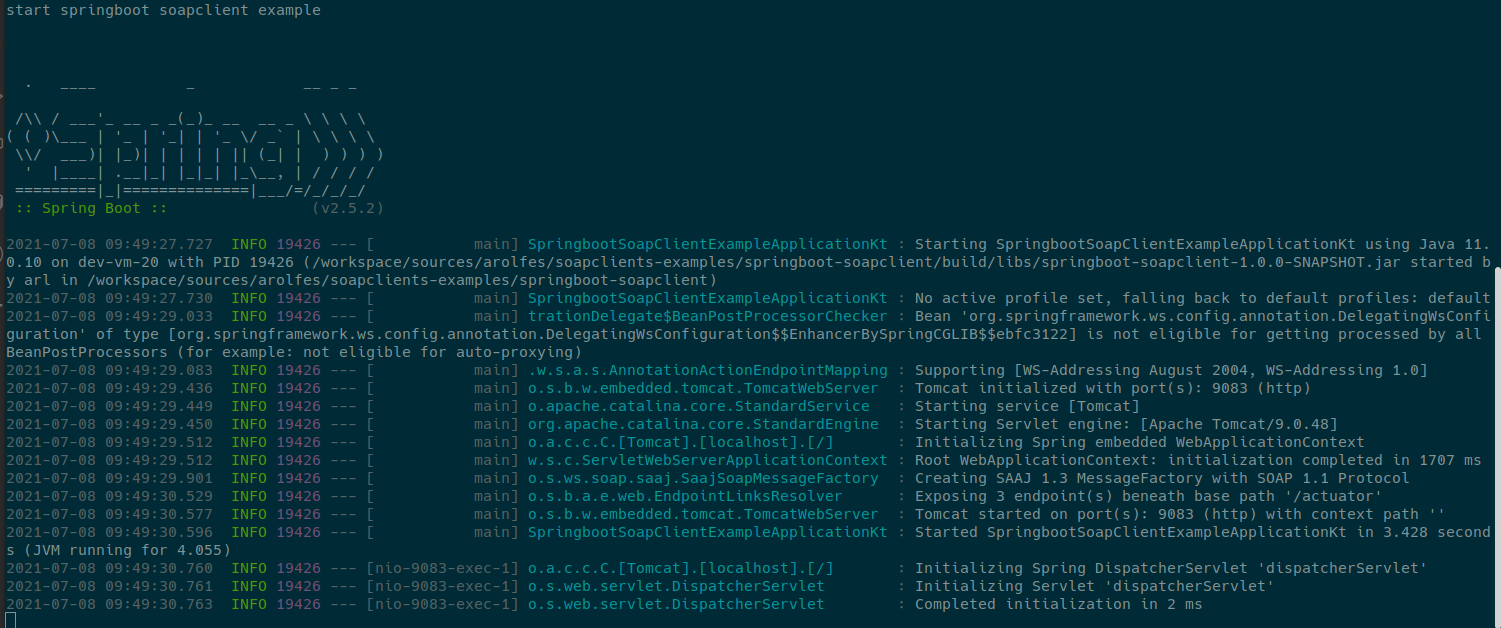 start springboot soapclient example
  .   ____          _            __ _ _
 /\\ / ___'_ __ _ _(_)_ __  __ _ \ \ \ \
( ( )\___ | '_ | '_| | '_ \/ _` | \ \ \ \
 \\/  ___)| |_)| | | | | || (_| |  ) ) ) )
  '  |____| .__|_| |_|_| |_\__, | / / / /
 =========|_|==============|___/=/_/_/_/
 :: Spring Boot ::                (v2.5.2)
2021-07-08 09:49:27.727  INFO 19426 --- [           main] SpringbootSoapClientExampleApplicationKt : Starting SpringbootSoapClientExampleApplicationKt using Java 11.
0.10 on dev-vm-20 with PID 19426 (/workspace/sources/arolfes/soapclients-examples/springboot-soapclient/build/libs/springboot-soapclient-1.0.0-SNAPSHOT.jar started b
y arl in /workspace/sources/arolfes/soapclients-examples/springboot-soapclient)
2021-07-08 09:49:27.730  INFO 19426 --- [           main] SpringbootSoapClientExampleApplicationKt : No active profile set, falling back to default profiles: default
2021-07-08 09:49:29.033  INFO 19426 --- [           main] trationDelegate$BeanPostProcessorChecker : Bean 'org.springframework.ws.config.annotation.DelegatingWsConfi
guration' of type [org.springframework.ws.config.annotation.DelegatingWsConfiguration$$EnhancerBySpringCGLIB$$ebfc3122] is not eligible for getting processed by all
BeanPostProcessors (for example: not eligible for auto-proxying)
2021-07-08 09:49:29.083  INFO 19426 --- [           main] .w.s.a.s.AnnotationActionEndpointMapping : Supporting [WS-Addressing August 2004, WS-Addressing 1.0]
2021-07-08 09:49:29.436  INFO 19426 --- [           main] o.s.b.w.embedded.tomcat.TomcatWebServer  : Tomcat initialized with port(s): 9083 (http)
2021-07-08 09:49:29.449  INFO 19426 --- [           main] o.apache.catalina.core.StandardService   : Starting service [Tomcat]
2021-07-08 09:49:29.450  INFO 19426 --- [           main] org.apache.catalina.core.StandardEngine  : Starting Servlet engine: [Apache Tomcat/9.0.48]
2021-07-08 09:49:29.512  INFO 19426 --- [           main] o.a.c.c.C.[Tomcat].[localhost].[/]       : Initializing Spring embedded WebApplicationContext
2021-07-08 09:49:29.512  INFO 19426 --- [           main] w.s.c.ServletWebServerApplicationContext : Root WebApplicationContext: initialization completed in 1707 ms
2021-07-08 09:49:29.901  INFO 19426 --- [           main] o.s.ws.soap.saaj.SaajSoapMessageFactory  : Creating SAAJ 1.3 MessageFactory with SOAP 1.1 Protocol
2021-07-08 09:49:30.529  INFO 19426 --- [           main] o.s.b.a.e.web.EndpointLinksResolver      : Exposing 3 endpoint(s) beneath base path '/actuator'
2021-07-08 09:49:30.577  INFO 19426 --- [           main] o.s.b.w.embedded.tomcat.TomcatWebServer  : Tomcat started on port(s): 9083 (http) with context path ''
2021-07-08 09:49:30.596  INFO 19426 --- [           main] SpringbootSoapClientExampleApplicationKt : Started SpringbootSoapClientExampleApplicationKt in 3.428 second
s (JVM running for 4.055)
2021-07-08 09:49:30.760  INFO 19426 --- [nio-9083-exec-1] o.a.c.c.C.[Tomcat].[localhost].[/]       : Initializing Spring DispatcherServlet 'dispatcherServlet'
2021-07-08 09:49:30.761  INFO 19426 --- [nio-9083-exec-1] o.s.web.servlet.DispatcherServlet        : Initializing Servlet 'dispatcherServlet'
2021-07-08 09:49:30.763  INFO 19426 --- [nio-9083-exec-1] o.s.web.servlet.DispatcherServlet        : Completed initialization in 2 ms